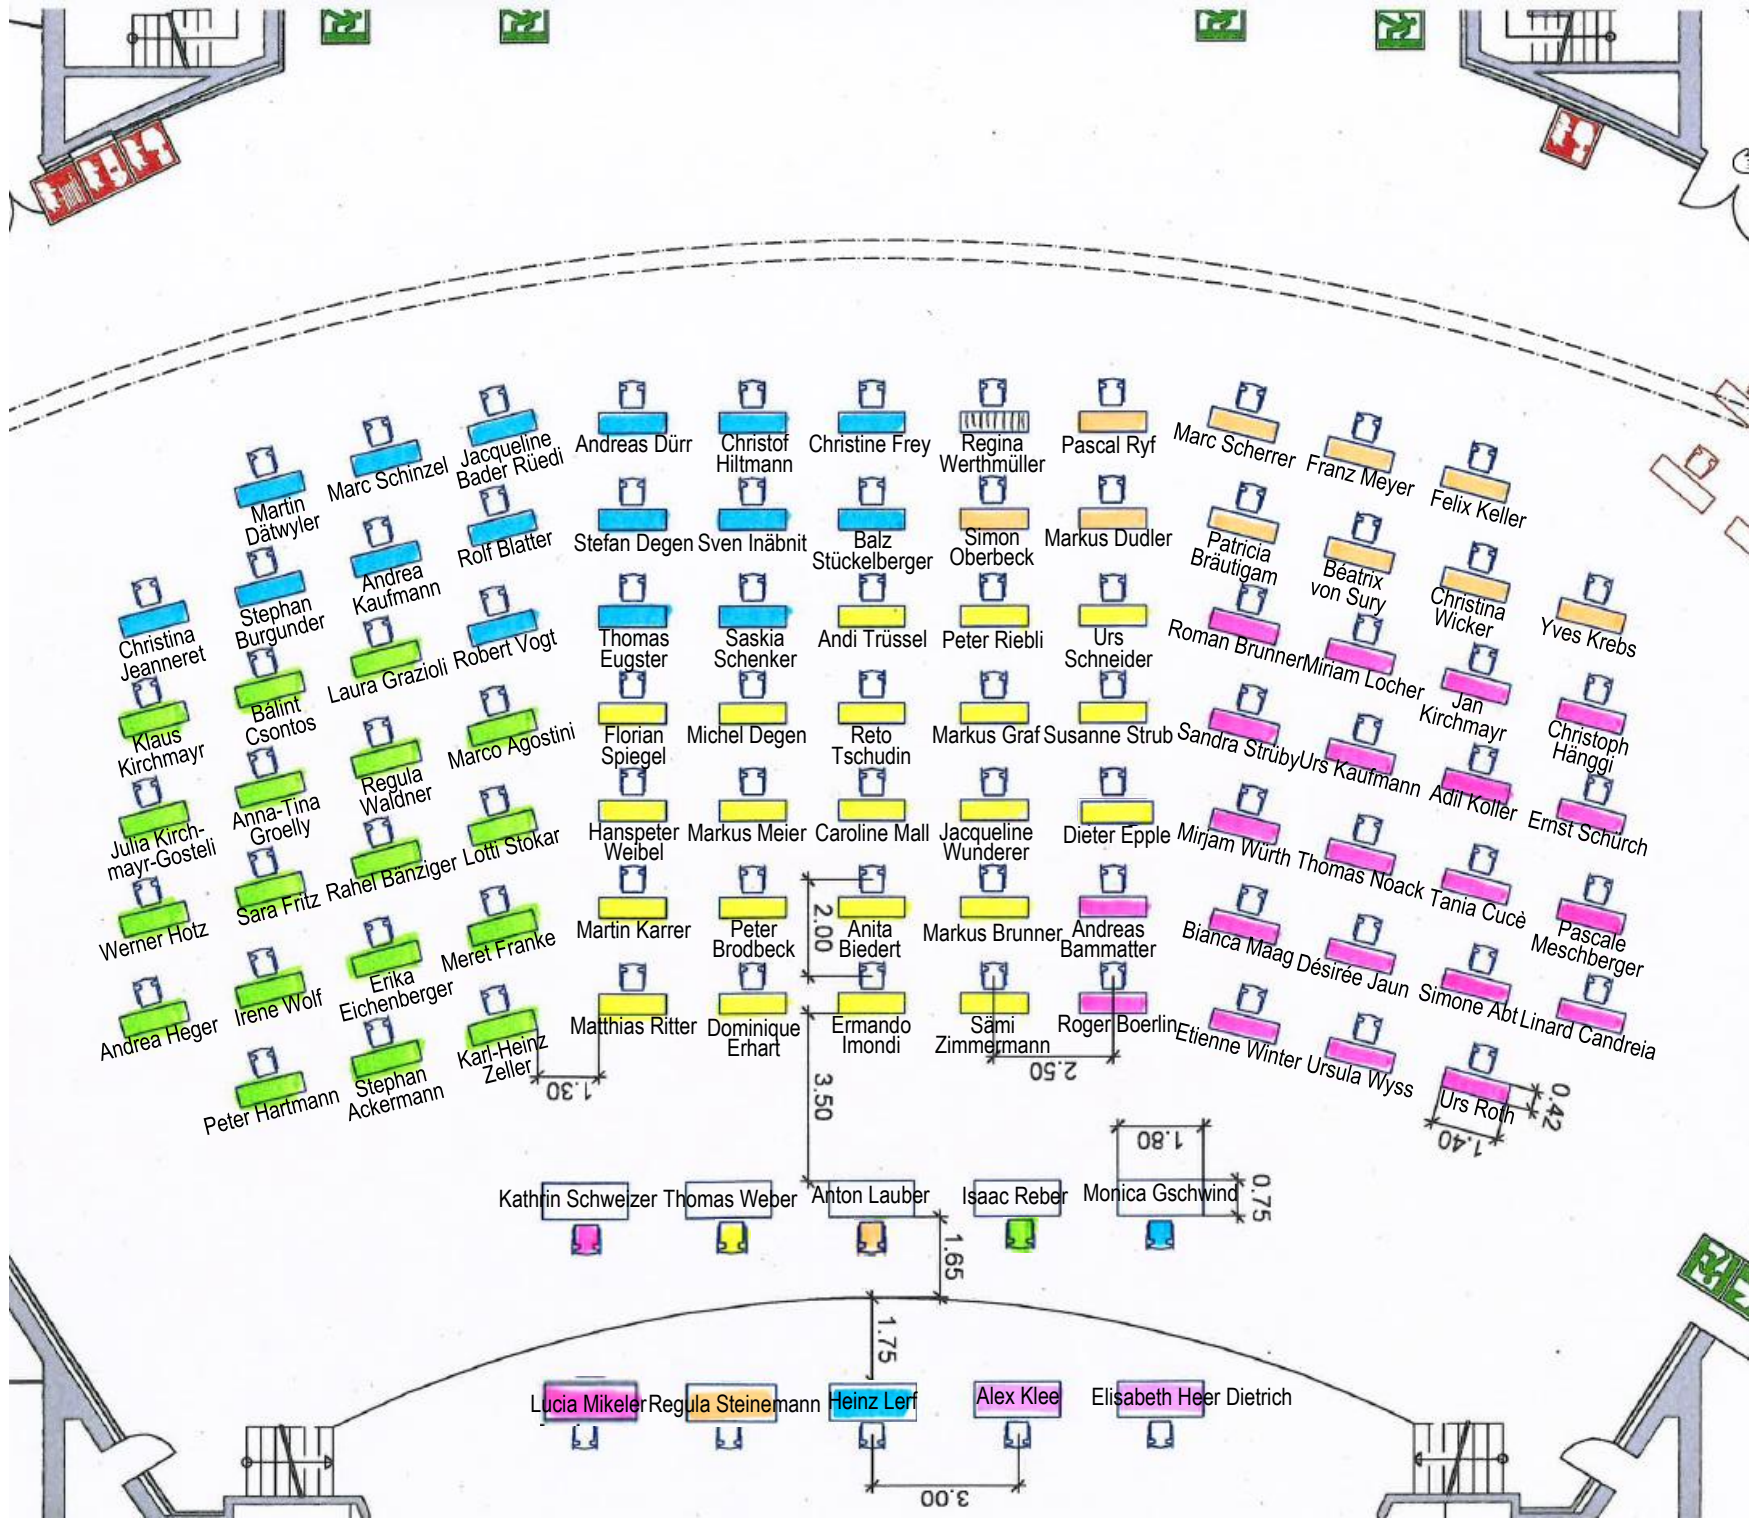 Andreas Dürr
Christof
Hiltmann
Christine Frey
Regina
Werthmüller
Pascal Ryf
Marc Scherrer
Franz Meyer
Felix Keller
Jacqueline
Bader Rüedi
Marc Schinzel
Martin
Dätwyler
Stefan Degen
Sven Inäbnit
Balz
Stückelberger
Simon
Oberbeck
Markus Dudler
Patricia
Bräutigam
Béatrix
von Sury
Christina
Wicker
Yves Krebs
Rolf Blatter
Andrea
Kaufmann
Stephan
Burgunder
Christina
Jeanneret
Thomas
Eugster
Saskia
Schenker
Andi Trüssel
Peter Riebli
Urs
Schneider
Roman Brunner
Miriam Locher
Jan
Kirchmayr
Christoph
Hänggi
Robert Vogt
Laura Grazioli
Bálint
Csontos
Klaus
Kirchmayr
Florian
Spiegel
Michel Degen
Reto
Tschudin
Markus Graf
Susanne Strub
Sandra Strüby
Urs Kaufmann
Adil Koller
Ernst Schürch
Marco Agostini
Regula
Waldner
Anna-Tina
Groelly
Julia Kirch-
mayr-Gosteli
Hanspeter
Weibel
Markus Meier
Caroline Mall
Jacqueline
Wunderer
Dieter Epple
Mirjam Würth
Thomas Noack
Tania Cucè
Pascale
Meschberger
Lotti Stokar
Rahel Bänziger
Sara Fritz
Werner Hotz
Martin Karrer
Peter
Brodbeck
2.00
Anita
Biedert
Markus Brunner
Andreas
Bammatter
Bianca Maag
Désirée Jaun
Simone Abt
Linard Candreia
Meret Franke
Erika
Eichenberger
Irene Wolf
Andrea Heger
Matthias Ritter
Dominique
Erhart
Ermando
Imondi
Sämi
Zimmermann
Roger Boerlin
Etienne Winter
Ursula Wyss
Urs Roth
Karl-Heinz
Zeller
Stephan
Ackermann
Peter Hartmann
1.30
3.50
2.50
0.42
1.40
1.80
0.75
Kathrin Schweizer
Thomas Weber
Anton Lauber
Isaac Reber
Monica Gschwind
1.65
1.75
Lucia Mikeler
Regula Steinemann
Heinz Lerf
Alex Klee
Elisabeth Heer Dietrich
3.00